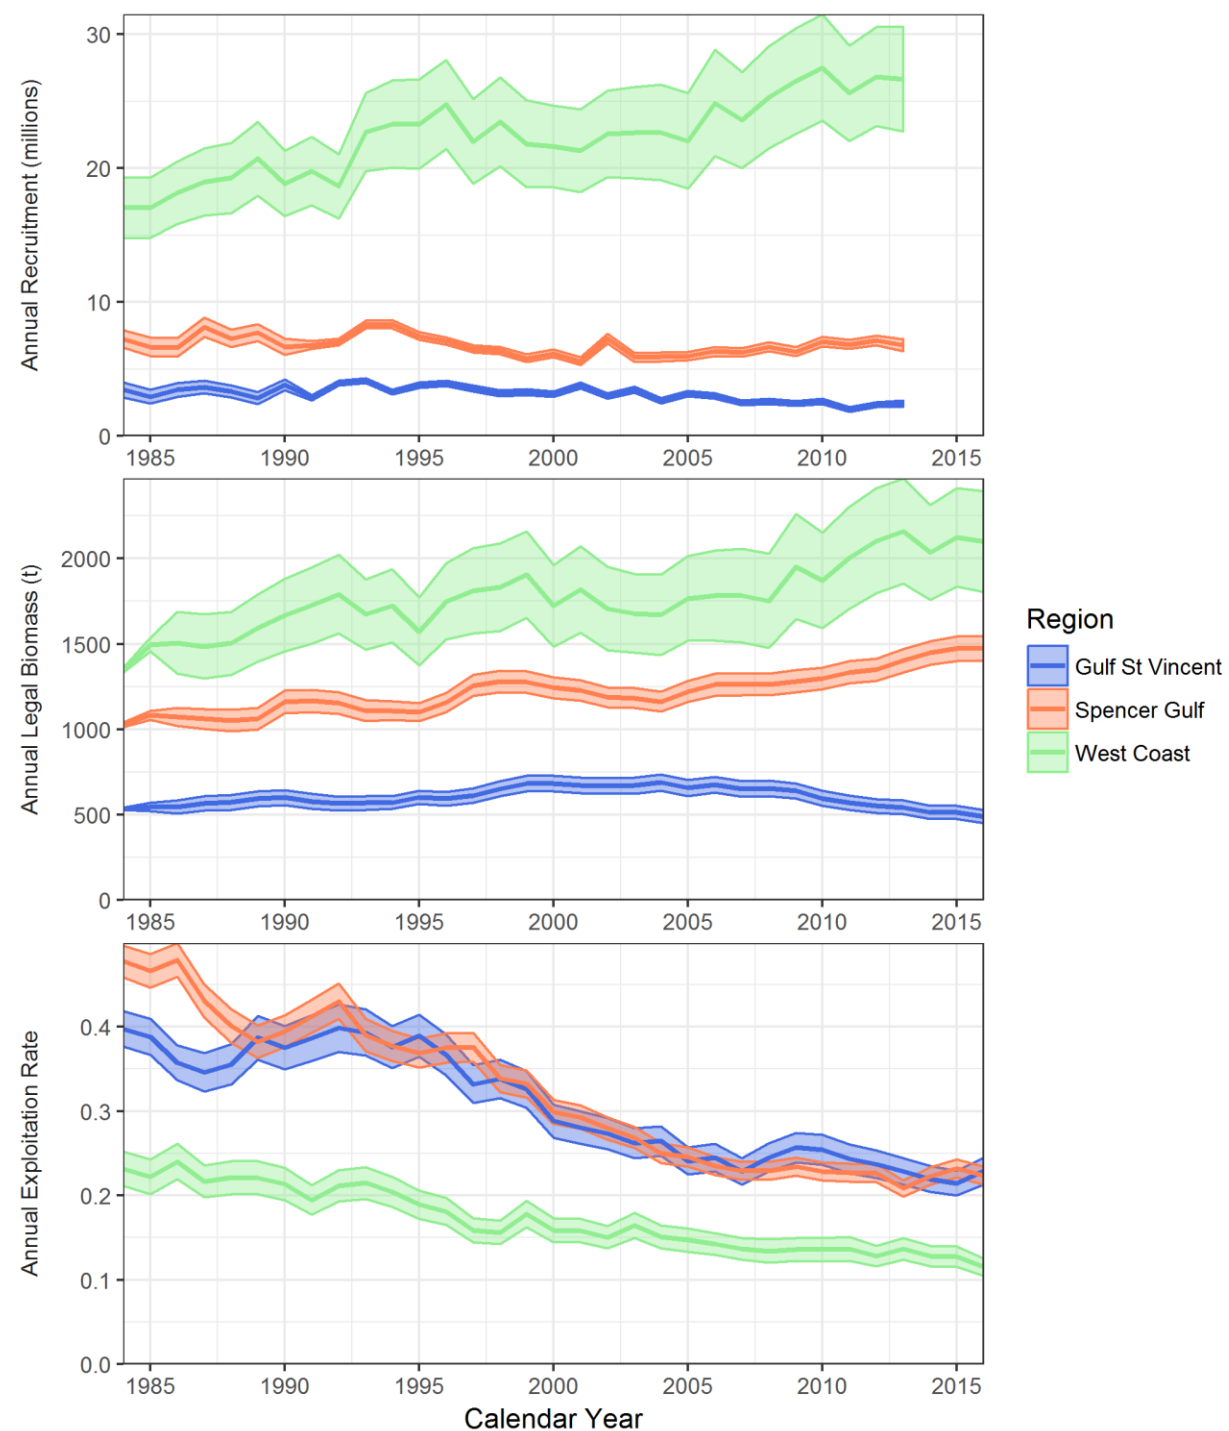 Annual Recruitment (millions)
30
20
10
0
1985 1990 1995 2000 2005 2010 2015
Annual Legal Biomass (t)
2000
1500
1000
500
0
1985 1990 1995 2000 2005 2010 2015
Region
Gulf St Vincent
Spencer Gulf
West Coast
Annual Exploitation Rate
0.4
0.3
0.2
0.1
0.0
1985 1990 1995 2000 2005 2010 2015
Calendar Year